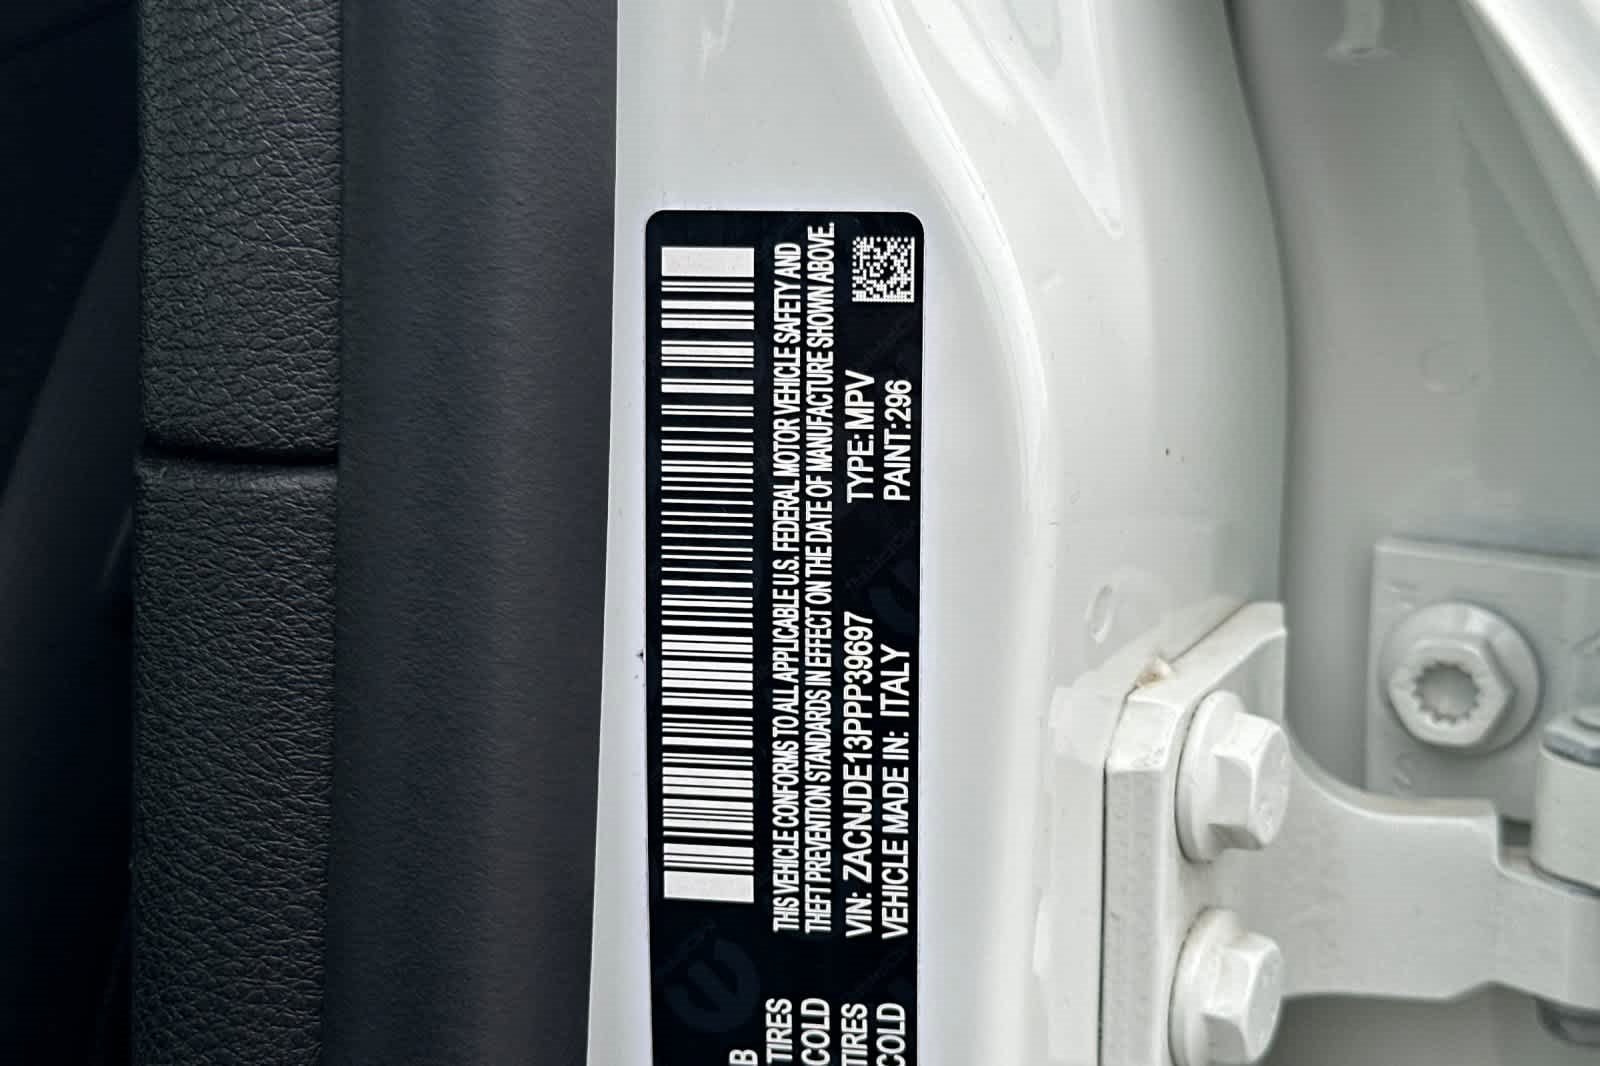 THIS VEHICLE CONFORMS TO ALL APPLICABLE U.S. FEDERAL MOTOR VEHICLE SAFETY AND
THEFT PREVENTION STANDARDS IN EFFECT ON THE DATE OF MANUFACTURE SHOWN ABOVE.
VIN: ZACNJDE13PPP39697 TYPE: MPV
VEHICLE MADE IN: ITALY PAINT:296
B
TIRES
COLD
TIRES
COLD